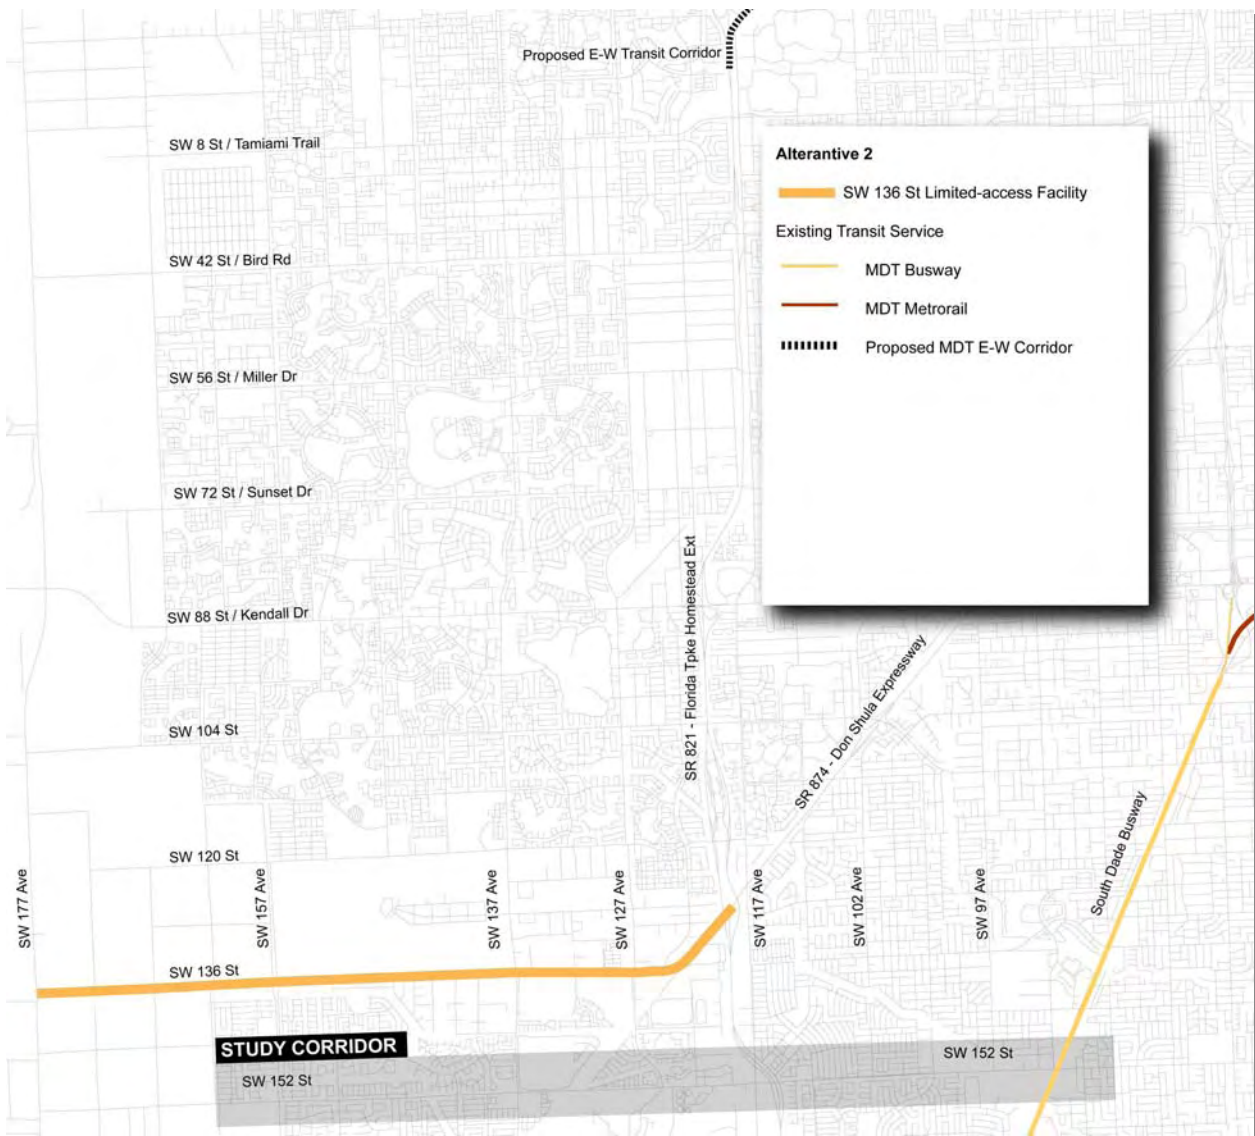 Proposed E-W Transit Corridor
SW 8 St / Tamiami Trail
Alterantive 2
SW 136 St Limited-access Facility
Existing Transit Service
MDT Busway
MDT Metrorail
Proposed MDT E-W Corridor
SW 42 St / Bird Rd
SW 56 St / Miller Dr
SW 72 St / Sunset Dr
SW 88 St / Kendall Dr
SR 821 - Florida Tpke Homestead Ext
SR 874 - Don Shula Expressway
SW 104 St
South Dade Busway
SW 120 St
SW 177 Ave
SW 157 Ave
SW 137 Ave
SW 127 Ave
SW 117 Ave
SW 102 Ave
SW 97 Ave
SW 136 St
STUDY CORRIDOR
SW 152 St
SW 152 St